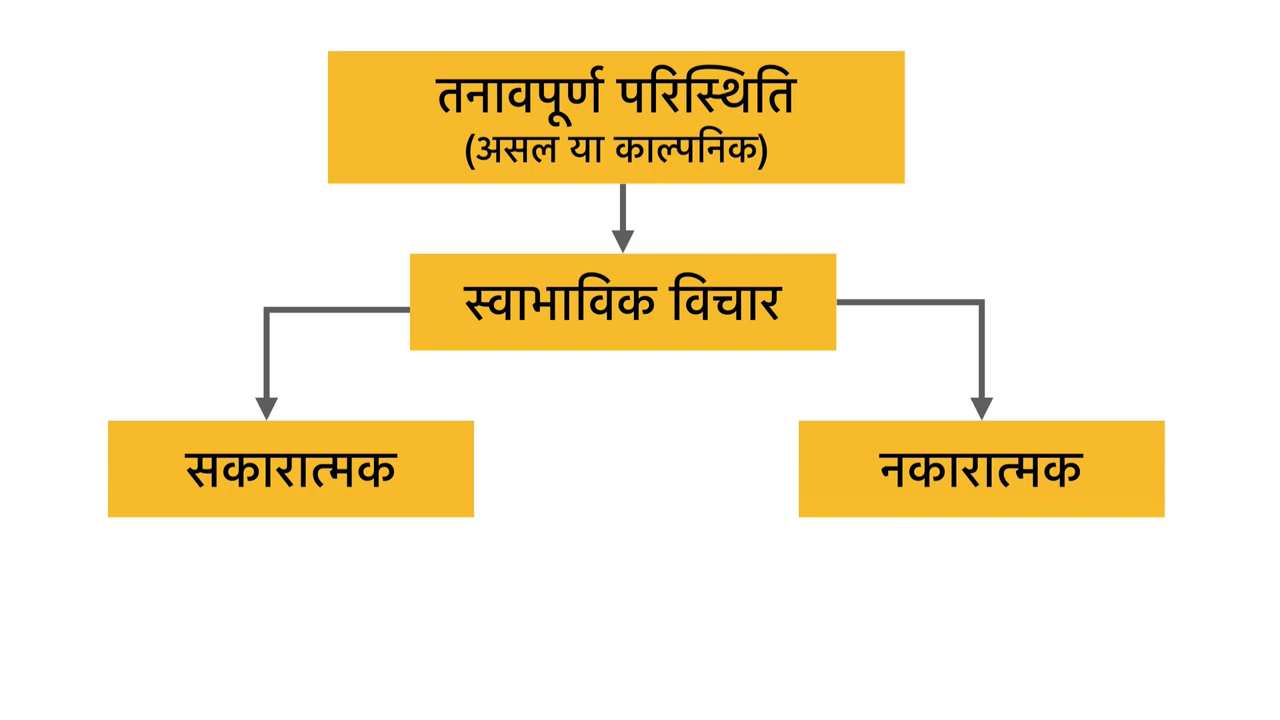 तनावपूर्ण परिस्थिति
(असल या काल्पनिक)
स्वाभाविक विचार
सकारात्मक
नकारात्मक